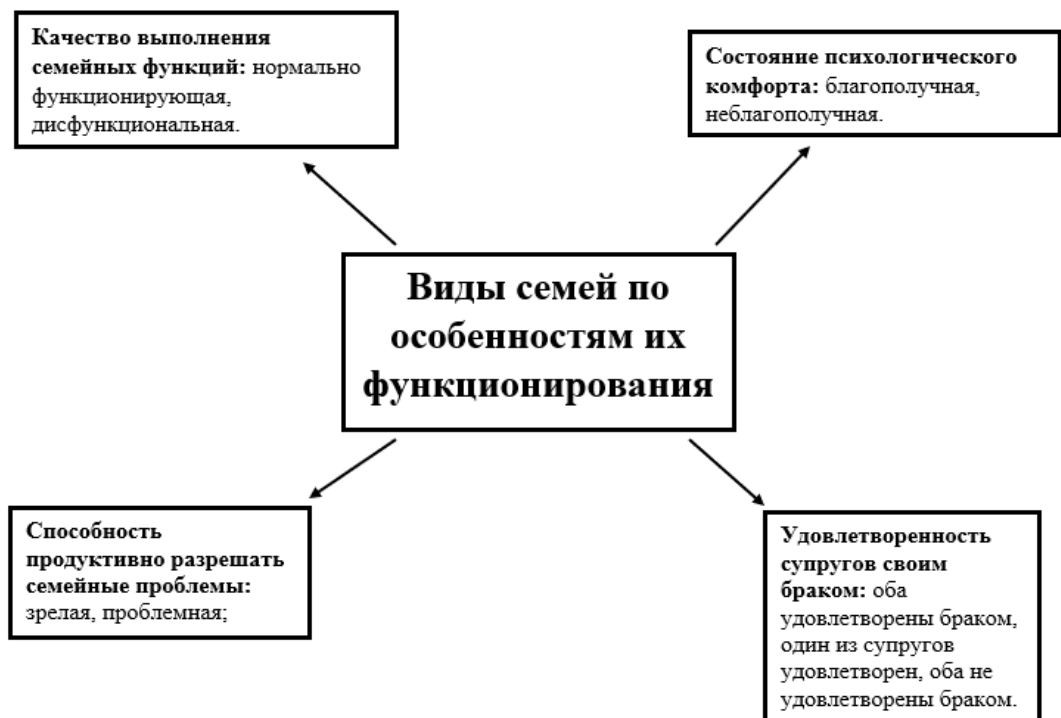 Качество выполнения
семейных функций: нормально
функционирующая,
дисфункциональная.
Состояние психологического
комфорта: благополучная,
неблагополучная.
Виды семей по
особенностям их
функционирования
Способность
продуктивно разрешать
семейные проблемы:
зрелая, проблемная;
Удовлетворенность
супругов своим
браком: оба
удовлетворены браком,
один из супругов
удовлетворен, оба не
удовлетворены браком.